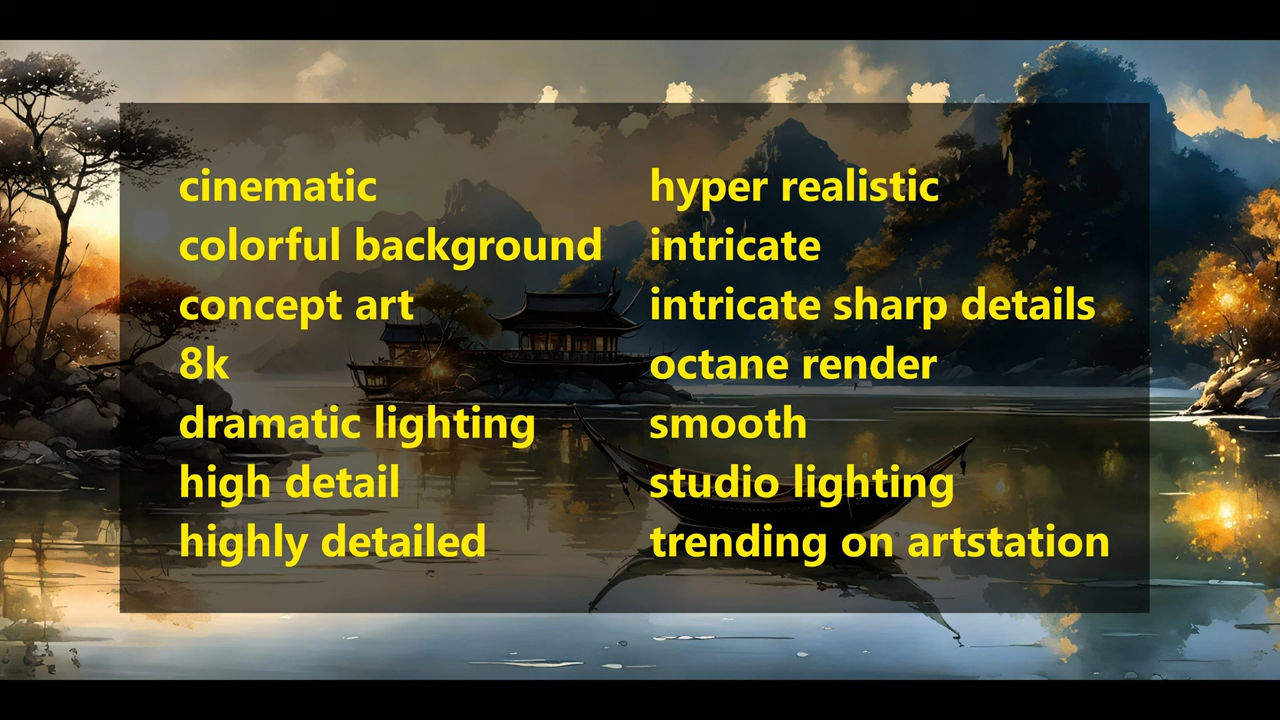 cinematic
colorful background
concept art
8k
dramatic lighting
high detail
highly detailed
hyper realistic
intricate
intricate sharp details
octane render
smooth
studio lighting
trending on artstation